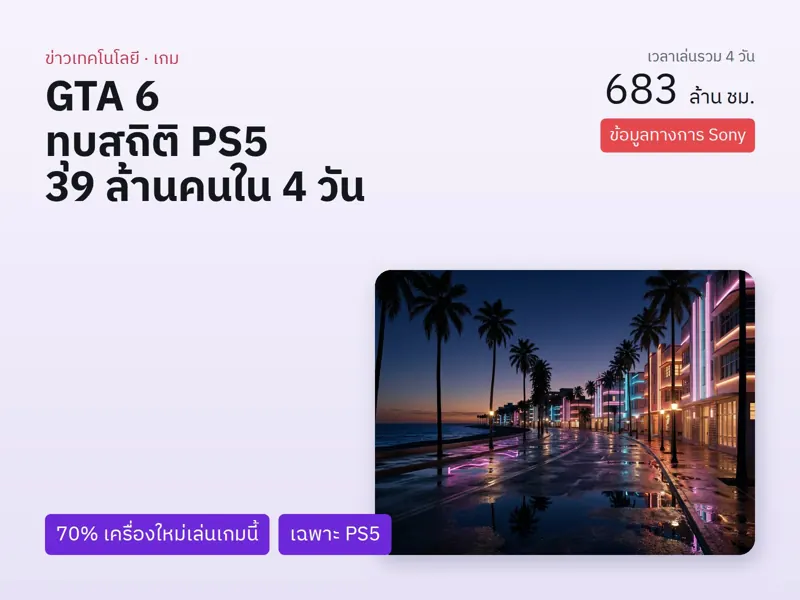 ข่าวเทคโนโลยี · เกม
GTA 6
ทุบสถิติ PS5
39 ล้านคนใน 4 วัน
เวลาเล่นรวม 4 วัน
683 ล้าน ชม.
ข้อมูลทางการ Sony
70% เครื่องใหม่เล่นเกมนี้
เฉพาะ PS5